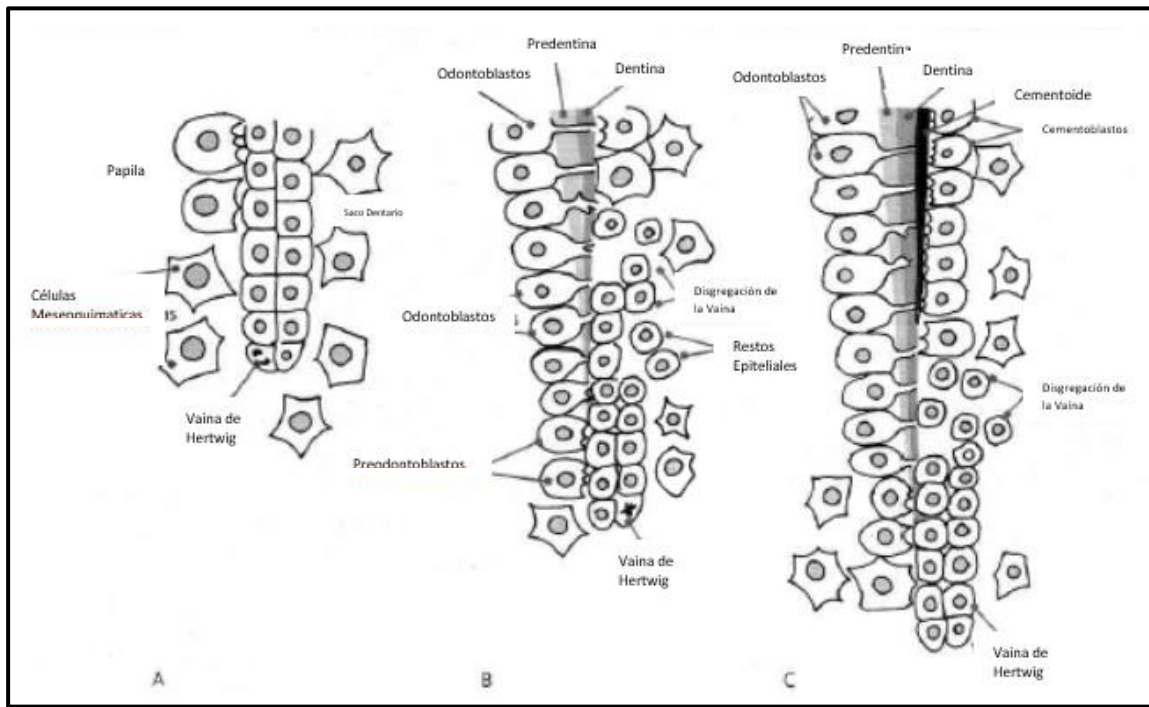 Papila
Saco Dentario
Células
Mesenquimaticas
Vaina de
Hertwig
A
Predentina
Odontoblastos
Dentina
Odontoblastos
Disgregación de
la Vaina
Restos
Epiteliales
Preodontoblastos
Vaina de
Hertwig
B
Predentina
Odontoblastos
Dentina
Cementoide
Cementoblastos
Disgregación de
la Vaina
Vaina de
Hertwig
C